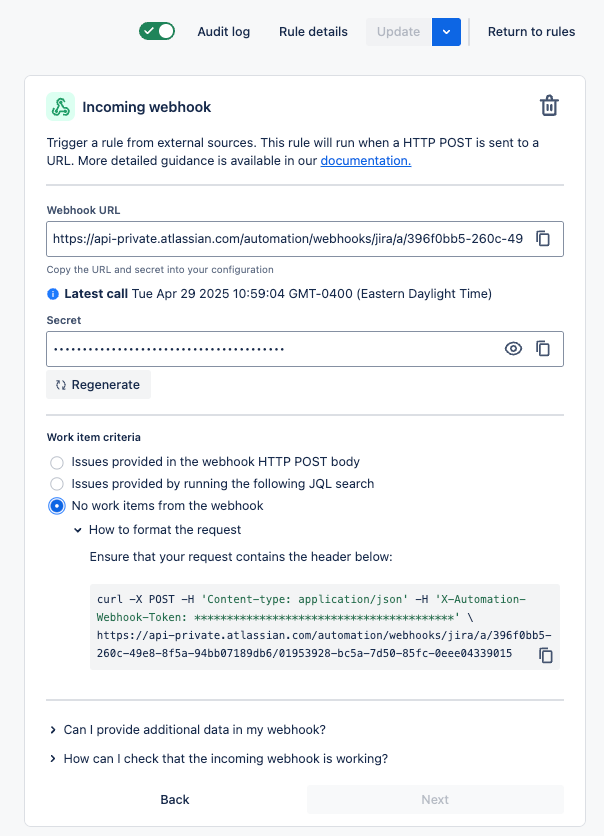 Audit log Rule details Update Return to rules
Incoming webhook
Trigger a rule from external sources. This rule will run when a HTTP POST is sent to a
URL. More detailed guidance is available in our documentation.
Webhook URL
https://api-private.atlassian.com/automation/webhooks/jira/a/396f0bb5-260c-49
Copy the URL and secret into your configuration
Latest call Tue Apr 29 2025 10:59:04 GMT-0400 (Eastern Daylight Time)
Secret
••••••••••••••••••••••••••••••••••••••••
Regenerate
Work item criteria
Issues provided in the webhook HTTP POST body
Issues provided by running the following JQL search
No work items from the webhook
How to format the request
Ensure that your request contains the header below:
curl -X POST -H 'Content-type: application/json' -H 'X-Automation-
Webhook-Token: ****************************************' \
https://api-private.atlassian.com/automation/webhooks/jira/a/396f0bb5-
260c-49e8-8f5a-94bb07189db6/01953928-bc5a-7d50-85fc-0eee04339015
Can I provide additional data in my webhook?
How can I check that the incoming webhook is working?
Back Next